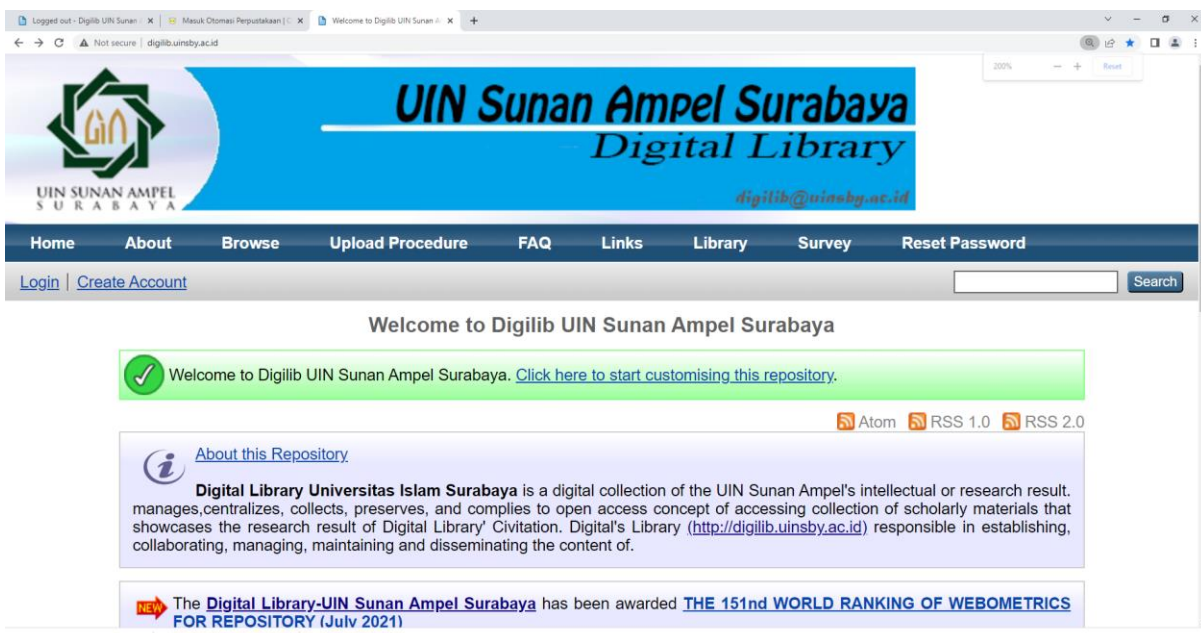 Logged out - Digilib UIN Sunan
Masuk Otomasi Perpustakaan | C
Welcome to Digilib UIN Sunan A
Not secure | digilib.uinsby.ac.id
200% − + Reset
UIN Sunan Ampel Surabaya
Digital Library
digilib@uinsby.ac.id
UIN SUNAN AMPEL
SURABAYA
Home About Browse Upload Procedure FAQ Links Library Survey Reset Password
Login | Create Account Search
Welcome to Digilib UIN Sunan Ampel Surabaya
Welcome to Digilib UIN Sunan Ampel Surabaya. Click here to start customising this repository.
Atom RSS 1.0 RSS 2.0
About this Repository
Digital Library Universitas Islam Surabaya is a digital collection of the UIN Sunan Ampel's intellectual or research result.
manages,centralizes, collects, preserves, and complies to open access concept of accessing collection of scholarly materials that
showcases the research result of Digital Library' Civitation. Digital's Library (http://digilib.uinsby.ac.id) responsible in establishing,
collaborating, managing, maintaining and disseminating the content of.
NEW The Digital Library-UIN Sunan Ampel Surabaya has been awarded THE 151nd WORLD RANKING OF WEBOMETRICS
FOR REPOSITORY (July 2021)